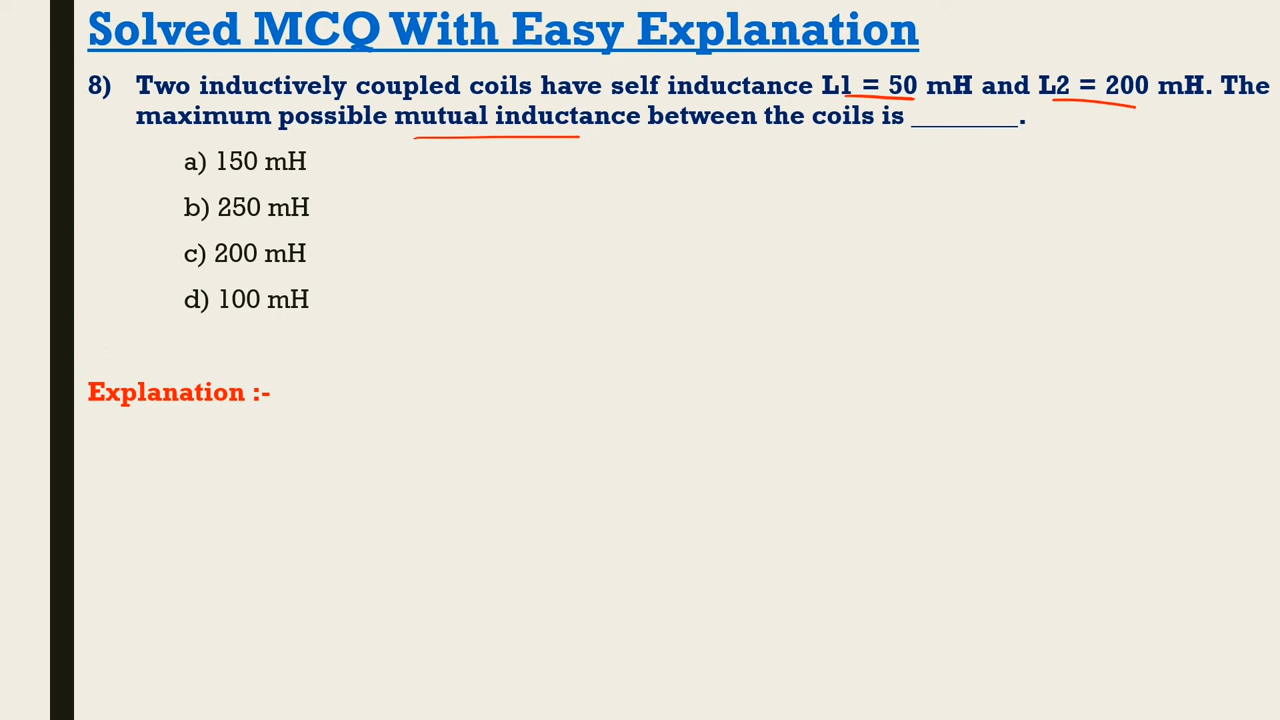 Solved MCQ With Easy Explanation
8) Two inductively coupled coils have self inductance L1 = 50 mH and L2 = 200 mH. The
maximum possible mutual inductance between the coils is ________.
a) 150 mH
b) 250 mH
c) 200 mH
d) 100 mH
Explanation :-